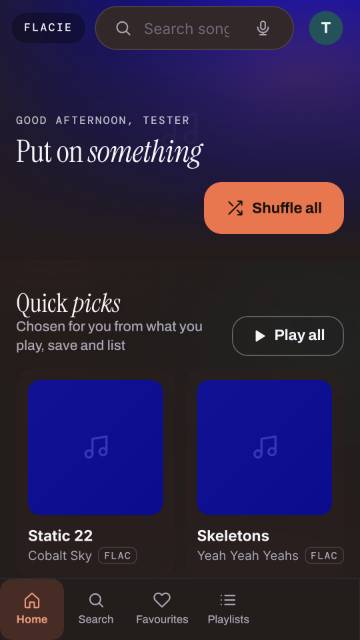 FLACIE
Search song
T
GOOD AFTERNOON, TESTER
Put on something
Shuffle all
Quick picks
Chosen for you from what you
play, save and list
Play all
Static 22
Cobalt Sky FLAC
Skeletons
Yeah Yeah Yeahs FLAC
Home
Search
Favourites
Playlists